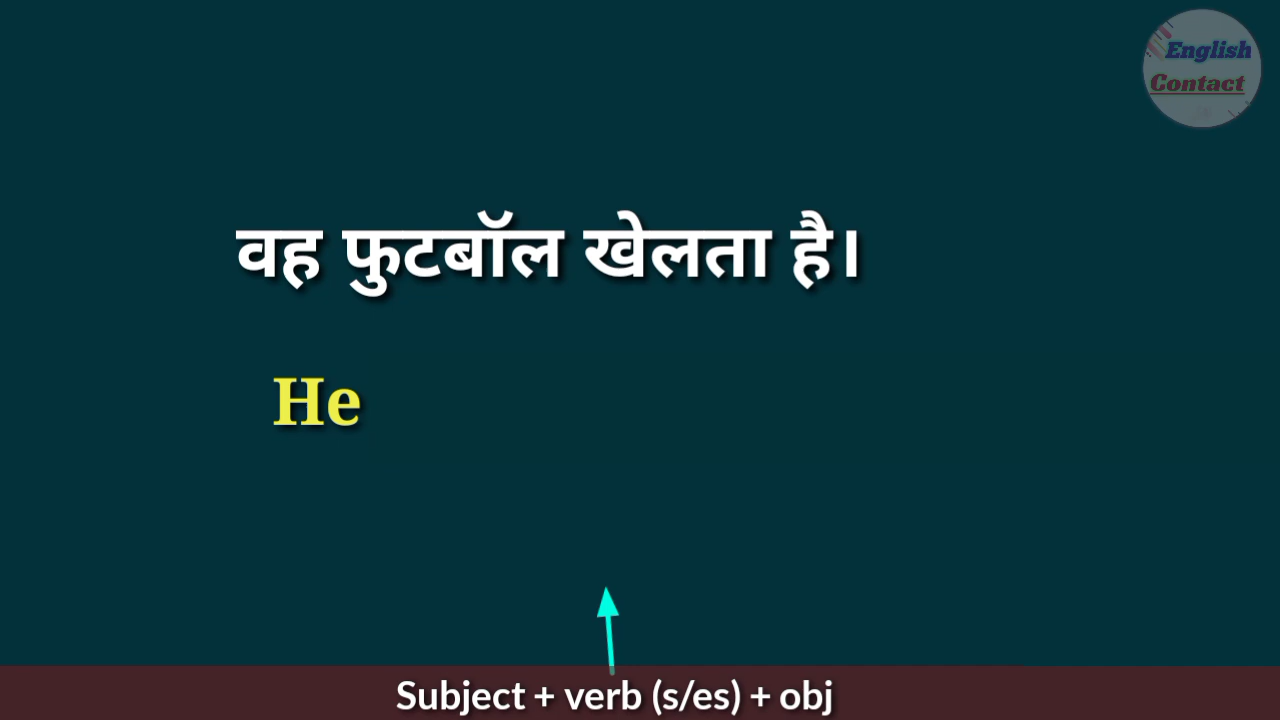 English
Contact
वह फुटबॉल खेलता है।
He
Subject + verb (s/es) + obj